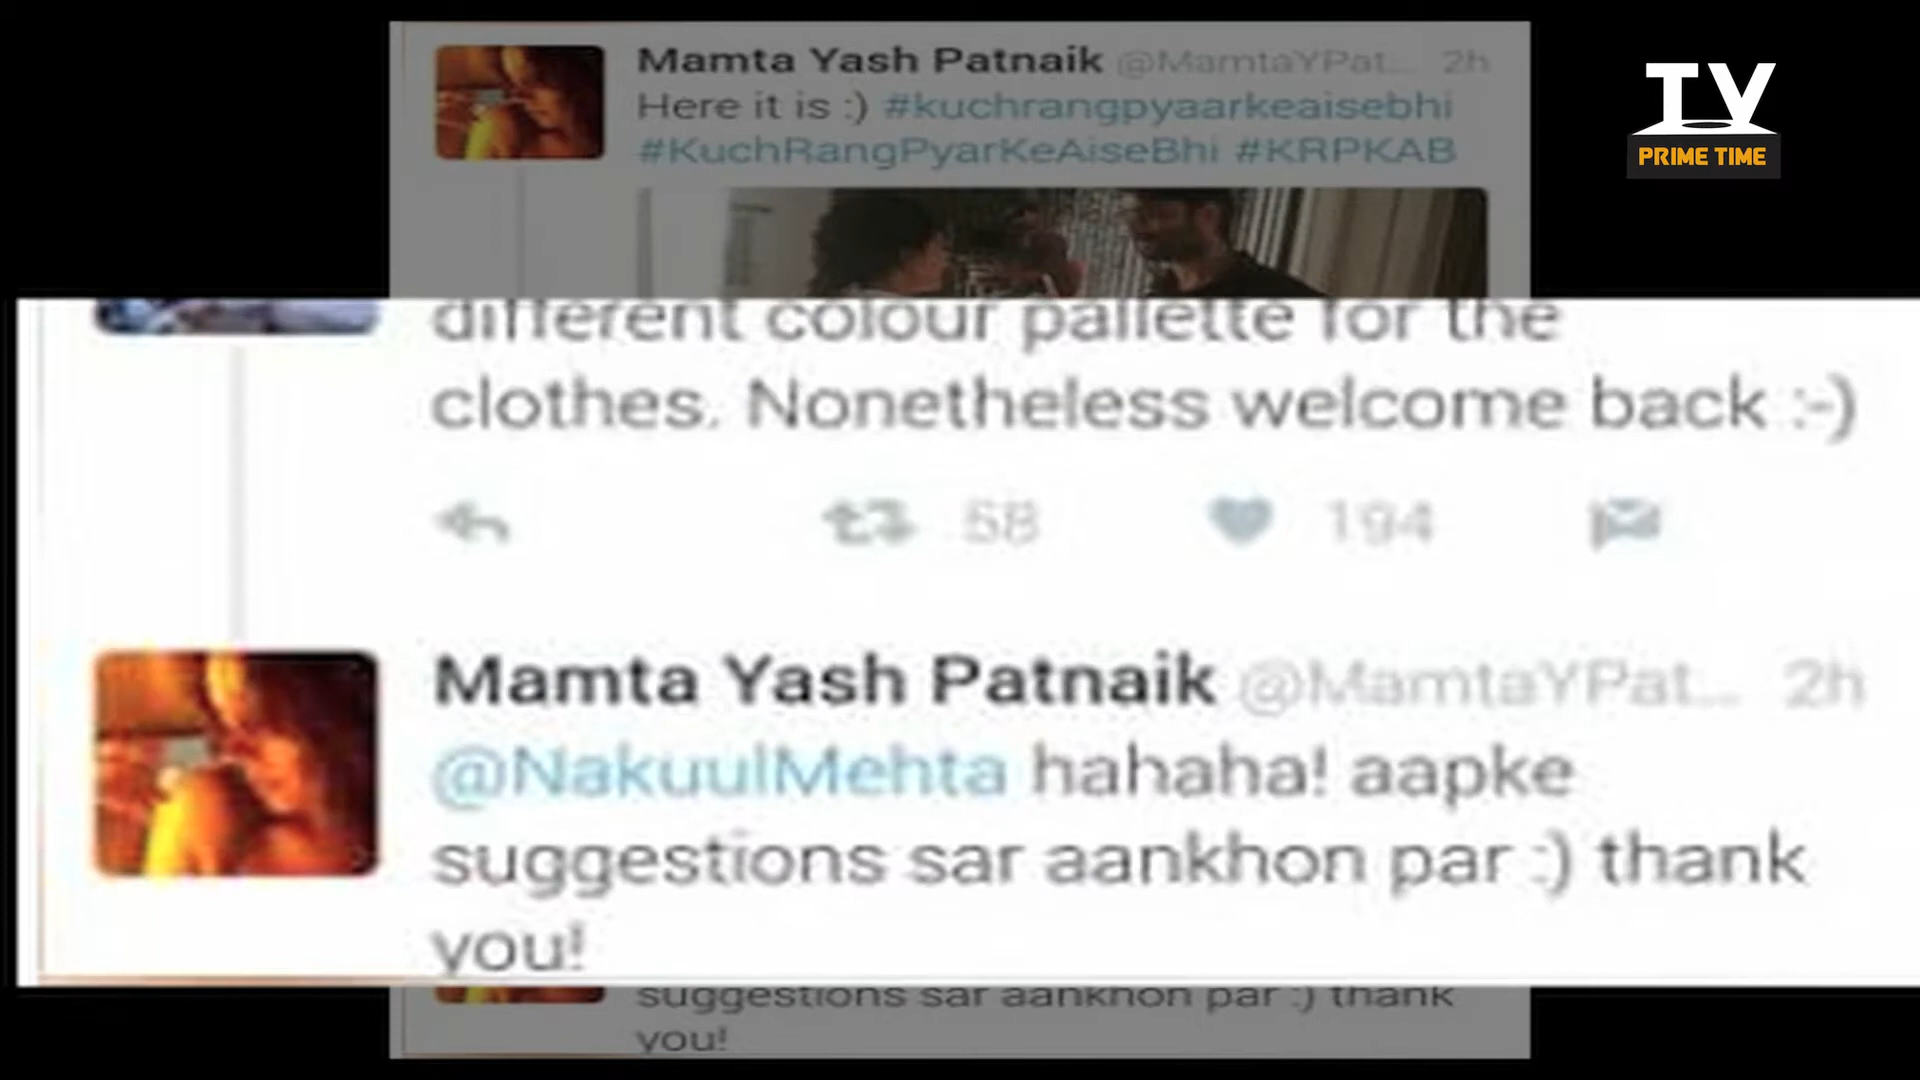 Mamta Yash Patnaik @MamtaYPat... 2h
Here it is :) #kuchrangpyaarkeaisebhi
#KuchRangPyarKeAiseBhi #KRPKAB
TV
PRIME TIME
different colour pallette for the
clothes. Nonetheless welcome back :-)
58 194
Mamta Yash Patnaik @MamtaYPat... 2h
@NakuulMehta hahaha! aapke
suggestions sar aankhon par :) thank
you!
suggestions sar aankhon par :) thank
you!